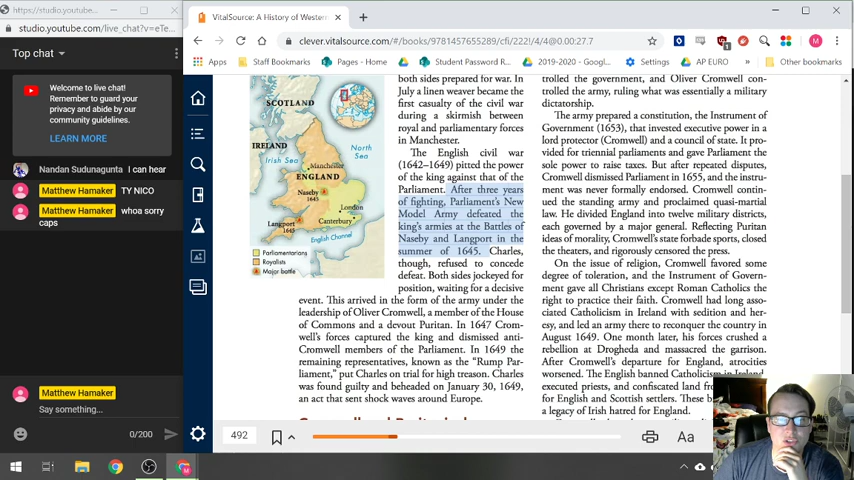 https://studio.youtube.com/live_chat?v=eTe...
studio.youtube.com/live_chat?v=eTe...
Top chat
Welcome to live chat!
Remember to guard your
privacy and abide by our
community guidelines.
LEARN MORE
Nandan Sudunagunta I can hear
Matthew Hamaker TY NICO
Matthew Hamaker whoa sorry
caps
Matthew Hamaker
Say something...
0/200
VitalSource: A History of Western
clever.vitalsource.com/#/books/9781457655289/cfi/222!/4/4@0.00:27.7
Apps
Staff Bookmarks
Pages - Home
Student Password R...
2019-2020 - Googl...
Settings
AP EURO
»
Other bookmarks
SCOTLAND
IRELAND
North
Sea
Irish Sea
Manchester
ENGLAND
Naseby
1645
London
Langport
1645
Canterbury
English Channel
Parliamentarians
Royalists
Major battle
both sides prepared for war. In
July a linen weaver became the
first casualty of the civil war
during a skirmish between
royal and parliamentary forces
in Manchester.
The English civil war
(1642–1649) pitted the power
of the king against that of the
Parliament. After three years
of fighting, Parliament's New
Model Army defeated the
king's armies at the Battles of
Naseby and Langport in the
summer of 1645. Charles,
though, refused to concede
defeat. Both sides jockeyed for
position, waiting for a decisive
event. This arrived in the form of the army under the
leadership of Oliver Cromwell, a member of the House
of Commons and a devout Puritan. In 1647 Crom-
well's forces captured the king and dismissed anti-
Cromwell members of the Parliament. In 1649 the
remaining representatives, known as the "Rump Par-
liament," put Charles on trial for high treason. Charles
was found guilty and beheaded on January 30, 1649,
an act that sent shock waves around Europe.
trolled the government, and Oliver Cromwell con-
trolled the army, ruling what was essentially a military
dictatorship.
The army prepared a constitution, the Instrument of
Government (1653), that invested executive power in a
lord protector (Cromwell) and a council of state. It pro-
vided for triennial parliaments and gave Parliament the
sole power to raise taxes. But after repeated disputes,
Cromwell dismissed Parliament in 1655, and the instru-
ment was never formally endorsed. Cromwell contin-
ued the standing army and proclaimed quasi-martial
law. He divided England into twelve military districts,
each governed by a major general. Reflecting Puritan
ideas of morality, Cromwell's state forbade sports, closed
the theaters, and rigorously censored the press.
On the issue of religion, Cromwell favored some
degree of toleration, and the Instrument of Govern-
ment gave all Christians except Roman Catholics the
right to practice their faith. Cromwell had long asso-
ciated Catholicism in Ireland with sedition and her-
esy, and led an army there to reconquer the country in
August 1649. One month later, his forces crushed a
rebellion at Drogheda and massacred the garrison.
After Cromwell's departure for England, atrocities
worsened. The English banned Catholicism in Ireland,
executed priests, and confiscated land from
for English and Scottish settlers. These
a legacy of Irish hatred for England.
492
Aa